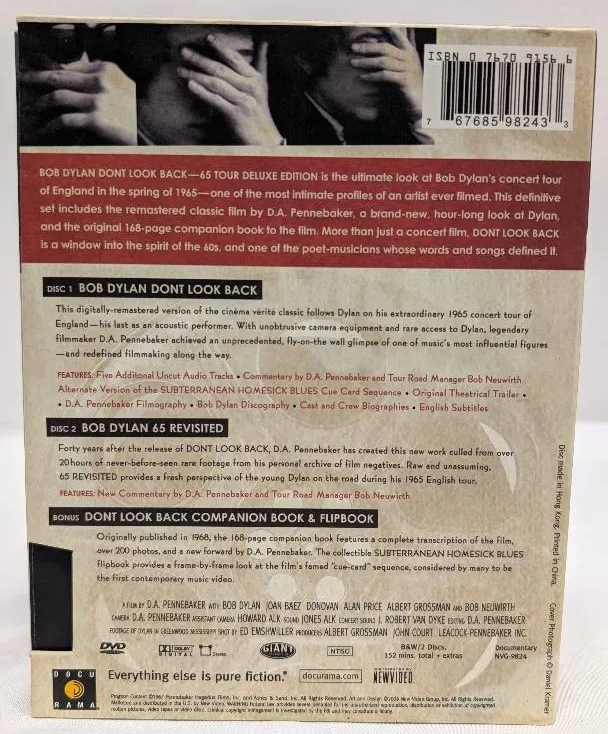 ISBN 0 7670 9156 6
7 67685 98243 3
BOB DYLAN DONT LOOK BACK—65 TOUR DELUXE EDITION is the ultimate look at Bob Dylan's concert tour
of England in the spring of 1965—one of the most intimate profiles of an artist ever filmed. This definitive
set includes the remastered classic film by D.A. Pennebaker, a brand-new, hour-long look at Dylan,
and the original 168-page companion book to the film. More than just a concert film, DONT LOOK BACK
is a window into the spirit of the 60s, and one of the poet-musicians whose words and songs defined it.
DISC 1 BOB DYLAN DONT LOOK BACK
This digitally-remastered version of the cinéma vérité classic follows Dylan on his extraordinary 1965 concert tour of
England—his last as an acoustic performer. With unobtrusive camera equipment and rare access to Dylan, legendary
filmmaker D.A. Pennebaker achieved an unprecedented, fly-on-the wall glimpse of one of music's most influential figures
—and redefined filmmaking along the way.
FEATURES: Five Additonal Uncut Audio Tracks • Commentary by D.A. Pennebaker and Tour Road Manager Bob Neuwirth
Alternate Version of the SUBTERRANEAN HOMESICK BLUES Cue Card Sequence • Original Theatrical Trailer •
• D.A. Pennebaker Filmography • Bob Dylan Discography • Cast and Crew Biographies • English Subtitles
DISC 2 BOB DYLAN 65 REVISITED
Forty years after the release of DONT LOOK BACK, D.A. Pennebaker has created this new work culled from over
20 hours of never-before-seen rare footage from his personal archive of film negatives. Raw and unassuming,
65 REVISITED provides a fresh perspective of the young Dylan on the road during his 1965 English tour.
FEATURES: New Commentary by D.A. Pennebaker and Tour Road Manager Bob Neuwirth
BONUS DONT LOOK BACK COMPANION BOOK & FLIPBOOK
Originally published in 1968, the 168-page companion book features a complete transcription of the film,
over 200 photos, and a new forward by D.A. Pennebaker. The collectible SUBTERRANEAN HOMESICK BLUES
flipbook provides a frame-by-frame look at the film's famed "cue-card" sequence, considered by many to be
the first contemporary music video.
A FILM BY D.A. PENNEBAKER WITH BOB DYLAN JOAN BAEZ DONOVAN ALAN PRICE ALBERT GROSSMAN AND BOB NEUWIRTH
CAMERA D.A. PENNEBAKER ASSISTANT CAMERA HOWARD ALK SOUND JONES ALK CONCERT SOUND J. ROBERT VAN DYKE EDITING D.A. PENNEBAKER
FOOTAGE OF DYLAN IN GREENWOOD MISSISSIPPI SHOT BY ED EMSHWILLER PRODUCERS ALBERT GROSSMAN JOHN COURT LEACOCK-PENNEBAKER INC.
DVD DOLBY DIGITAL Stereo GIANT NTSC
B&W/2 Discs,
152 mins. total + extras
Documentary
NVG-9824
DOCU
RAMA
Everything else is pure fiction.™
docurama.com
DISTRIBUTED BY
NEWVIDEO
Disc made in Hong Kong. Printed in China.
Cover Photograph © Daniel Kramer